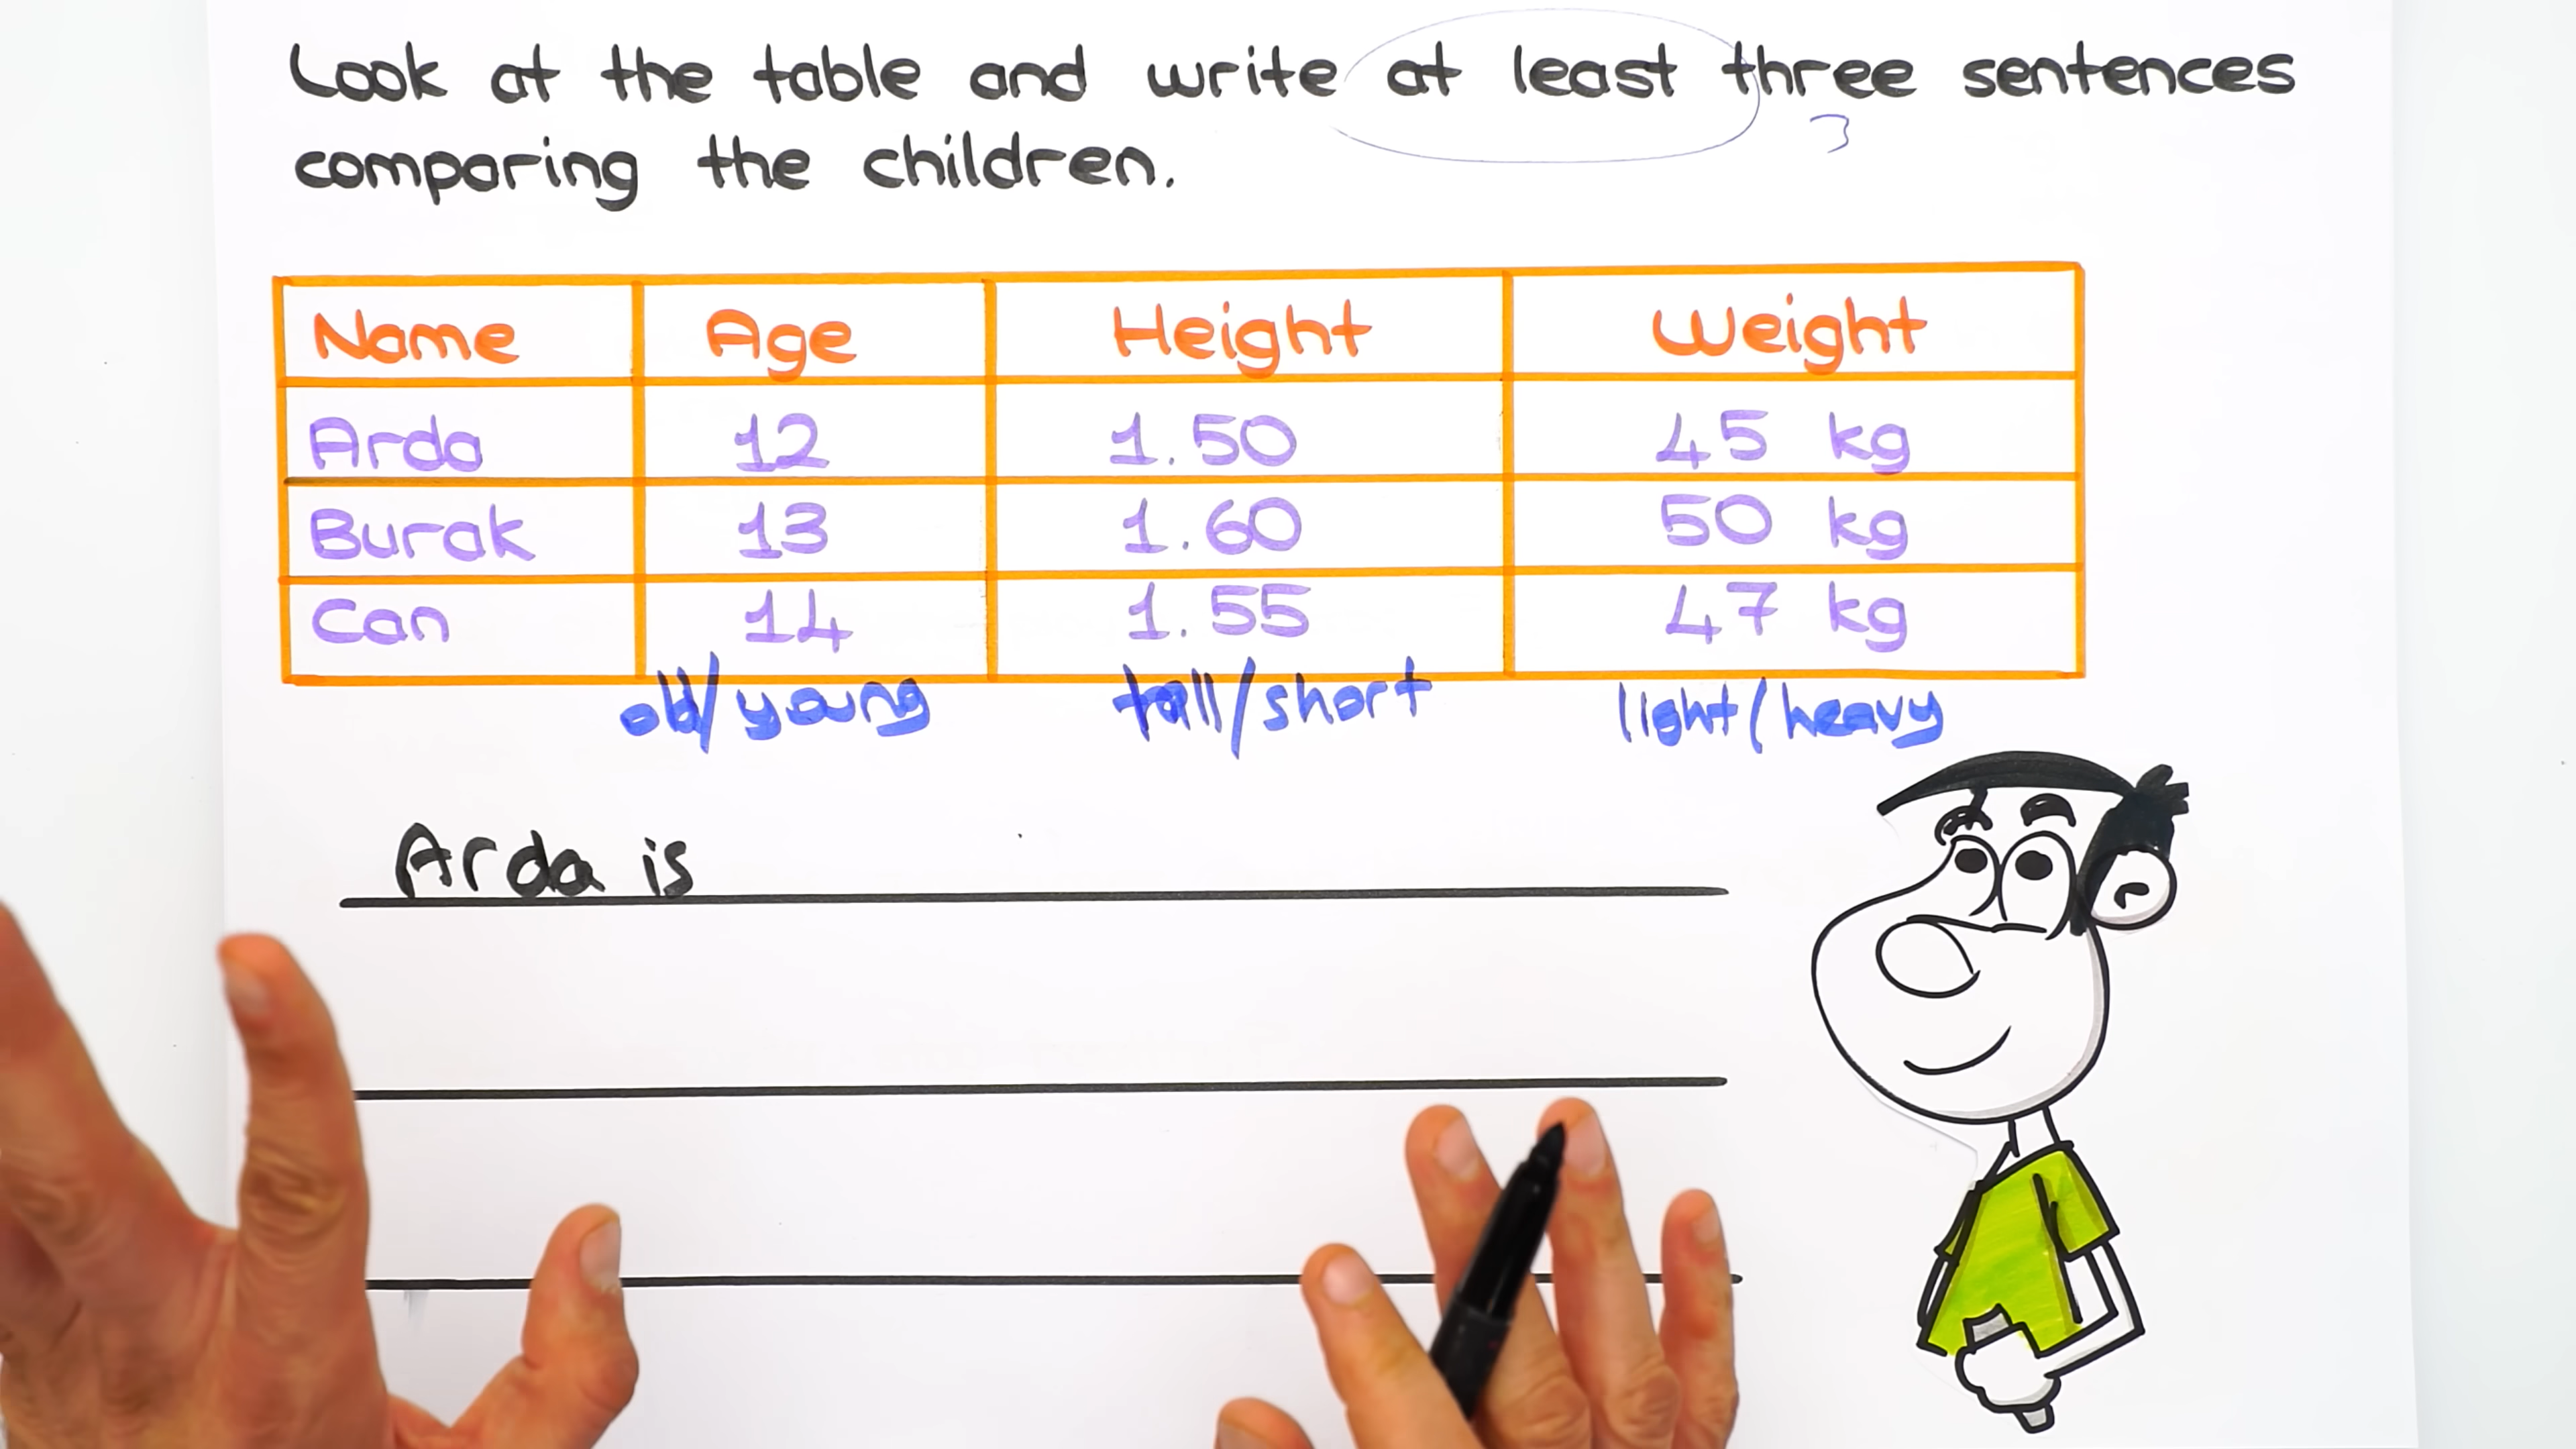 Look at the table and write at least three sentences
3
comparing the children.
Name Age Height Weight
Arda 12 1.50 45 kg
Burak 13 1.60 50 kg
Can 14 1.55 47 kg
old/young tall/short light/heavy
Arda is